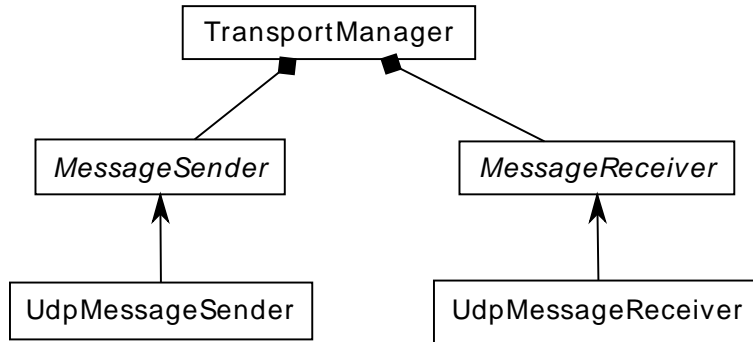 TransportManager
MessageSender
MessageReceiver
UdpMessageSender
UdpMessageReceiver